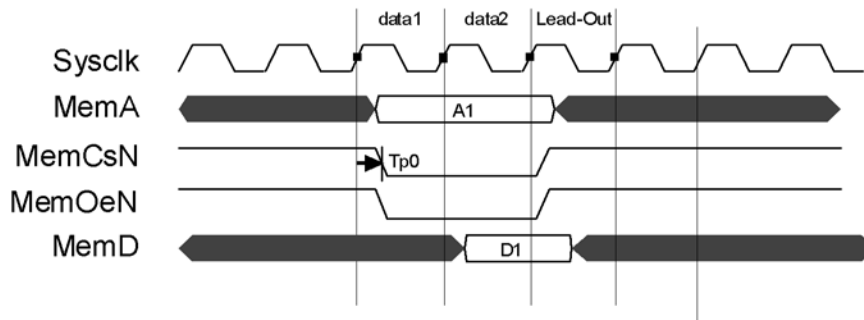 data1 data2 Lead-Out
Sysclk
MemA A1
MemCsN Tp0
MemOeN
MemD D1